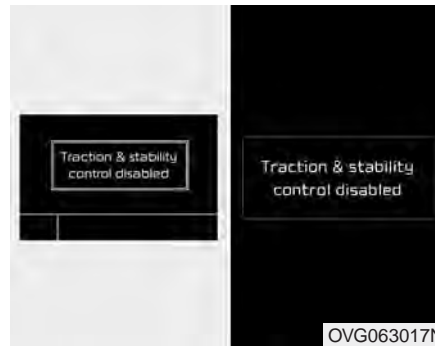 Traction & stability
control disabled
Traction & stability
control disabled
OVG063017N